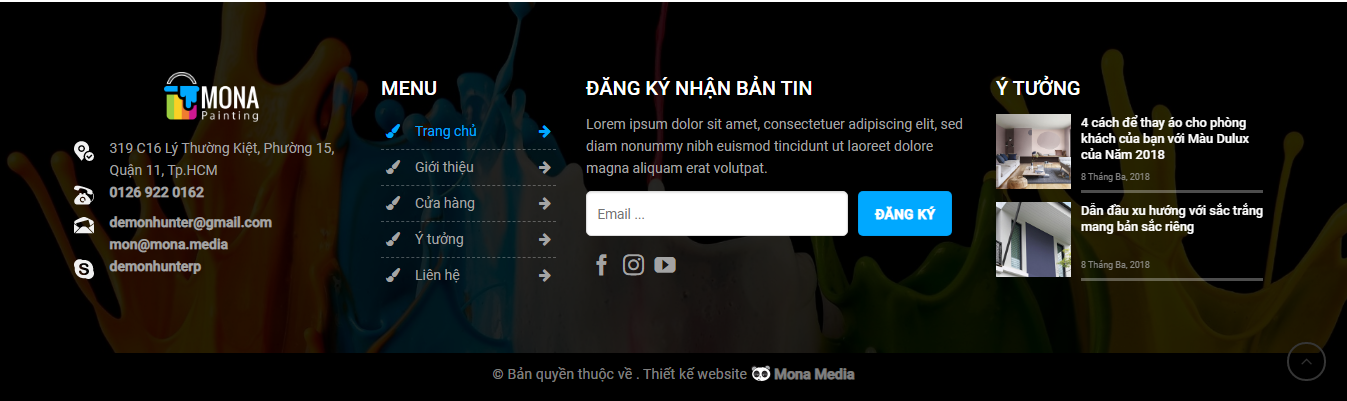 MONA
Painting
319 C16 Lý Thường Kiệt, Phường 15,
Quận 11, Tp.HCM
0126 922 0162
demonhunter@gmail.com
mon@mona.media
demonhunterp
MENU
Trang chủ
Giới thiệu
Cửa hàng
Ý tưởng
Liên hệ
ĐĂNG KÝ NHẬN BẢN TIN
Lorem ipsum dolor sit amet, consectetuer adipiscing elit, sed
diam nonummy nibh euismod tincidunt ut laoreet dolore
magna aliquam erat volutpat.
Email ...
ĐĂNG KÝ
Ý TƯỞNG
4 cách để thay áo cho phòng
khách của bạn với Màu Dulux
của Năm 2018
8 Tháng Ba, 2018
Dẫn đầu xu hướng với sắc trắng
mang bản sắc riêng
8 Tháng Ba, 2018
© Bản quyền thuộc về . Thiết kế website Mona Media